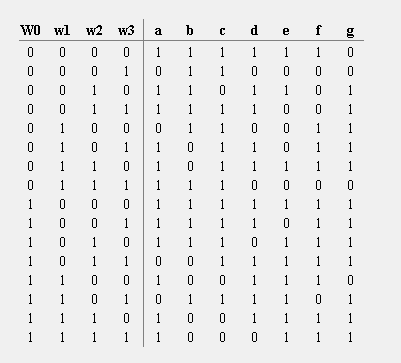 W0 w1 w2 w3 a b c d e f g
0 0 0 0 1 1 1 1 1 1 0
0 0 0 1 0 1 1 0 0 0 0
0 0 1 0 1 1 0 1 1 0 1
0 0 1 1 1 1 1 1 0 0 1
0 1 0 0 0 1 1 0 0 1 1
0 1 0 1 1 0 1 1 0 1 1
0 1 1 0 1 0 1 1 1 1 1
0 1 1 1 1 1 1 0 0 0 0
1 0 0 0 1 1 1 1 1 1 1
1 0 0 1 1 1 1 1 0 1 1
1 0 1 0 1 1 1 0 1 1 1
1 0 1 1 0 0 1 1 1 1 1
1 1 0 0 1 0 0 1 1 1 0
1 1 0 1 0 1 1 1 1 0 1
1 1 1 0 1 0 0 1 1 1 1
1 1 1 1 1 0 0 0 1 1 1